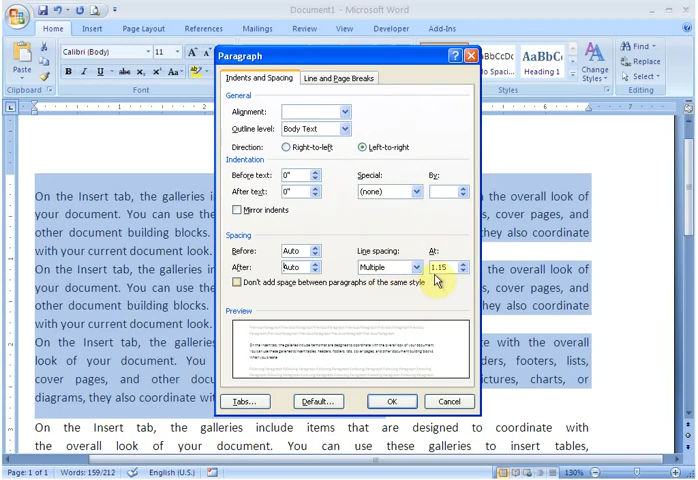 Document1 - Microsoft Word
Home Insert Page Layout References Mailings Review View Developer Add-Ins
Paste
Clipboard
Calibri (Body) 11
B I U abc x₂ x²
Font
AaBbCcDc
AaBbC
Heading 1
Change
Styles
Styles
Find
Replace
Select
Editing
Paragraph
Indents and Spacing Line and Page Breaks
General
Alignment:
Outline level: Body Text
Direction: Right-to-left Left-to-right
Indentation
Before text: 0" Special: By:
After text: 0" (none)
Mirror indents
Spacing
Before: Auto Line spacing: At:
After: Auto Multiple 1.15
Don't add space between paragraphs of the same style
Preview
Tabs... Default... OK Cancel
On the Insert tab, the galleries the overall look of
your document. You can use the cover pages, and
other document building blocks. they also coordinate
with your current document look.
On the Insert tab, the galleries the overall look of
your document. You can use the cover pages, and
other document building blocks. they also coordinate
with your current document look.
On the Insert tab, the galleries with the overall
look of your document. You headers, footers, lists,
cover pages, and other pictures, charts, or
diagrams, they also coordinate
On the Insert tab, the galleries include items that are designed to coordinate with
the overall look of your document. You can use these galleries to insert tables,
Page: 1 of 1 Words: 159/212 English (U.S.) 130%